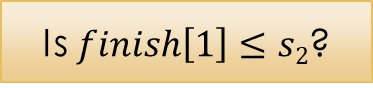 Is finish[1] ≤ s₂?